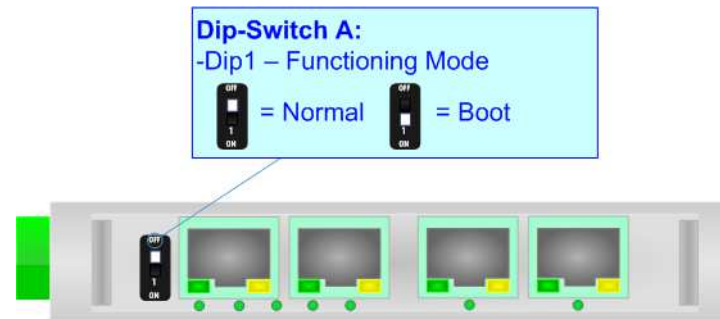 Dip-Switch A:
-Dip1 – Functioning Mode
OFF
1
ON
= Normal
OFF
1
ON
= Boot
OFF
1
ON